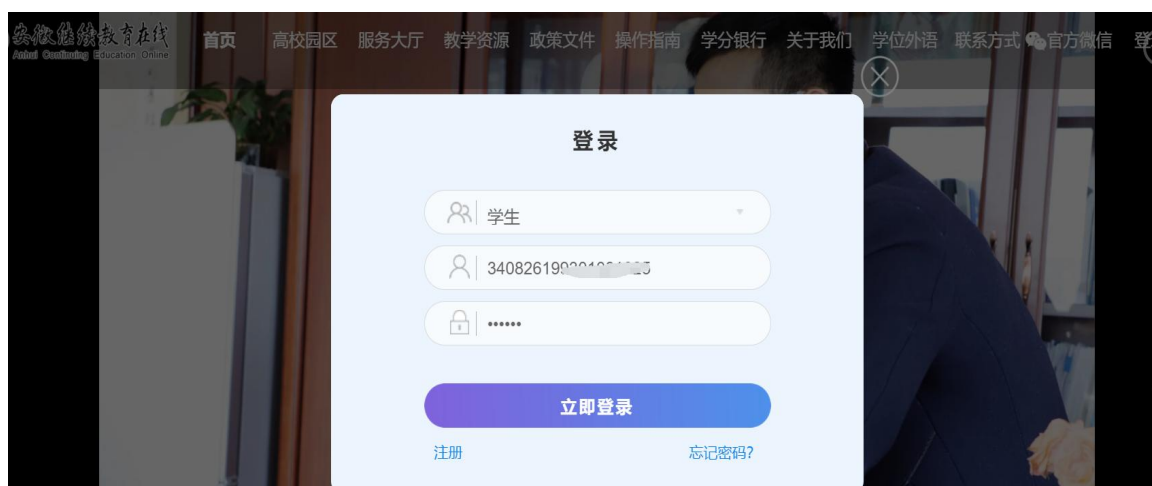 安徽继续教育在线
Anhui Continuing Education Online
首页 高校园区 服务大厅 教学资源 政策文件 操作指南 学分银行 关于我们 学位外语 联系方式 官方微信 登
登录
学生
340826199
••••••
立即登录
注册 忘记密码?